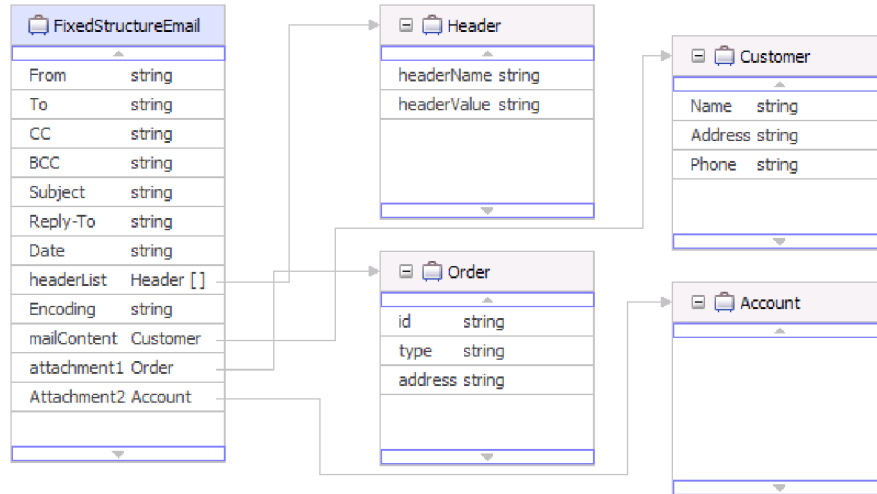 FixedStructureEmail
From string
To string
CC string
BCC string
Subject string
Reply-To string
Date string
headerList Header []
Encoding string
mailContent Customer
attachment1 Order
Attachment2 Account
Header
headerName string
headerValue string
Order
id string
type string
address string
Customer
Name string
Address string
Phone string
Account